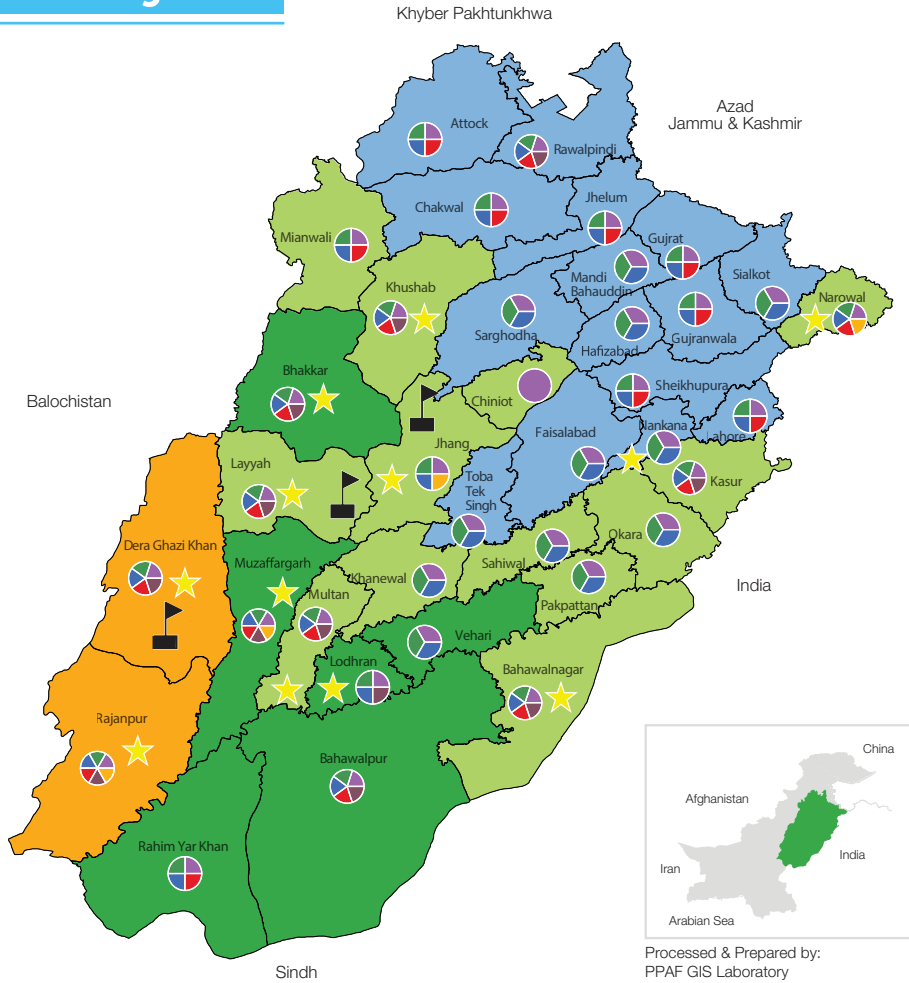 Khyber Pakhtunkhwa
Azad
Jammu & Kashmir
Attock
Rawalpindi
Chakwal
Jhelum
Mianwali
Gujrat
Mandi
Bahauddin
Sialkot
Khushab
Narowal
Sarghodha
Gujranwala
Hafizabad
Bhakkar
Sheikhupura
Balochistan
Chiniot
Faisalabad
Nankana
Lahore
Jhang
Layyah
Toba
Tek
Singh
Kasur
Okara
Dera Ghazi Khan
Muzaffargarh
Khanewal
Sahiwal
India
Multan
Pakpattan
Vehari
Lodhran
Bahawalnagar
Rajanpur
Bahawalpur
China
Afghanistan
Rahim Yar Khan
India
Iran
Arabian Sea
Processed & Prepared by:
PPAF GIS Laboratory
Sindh